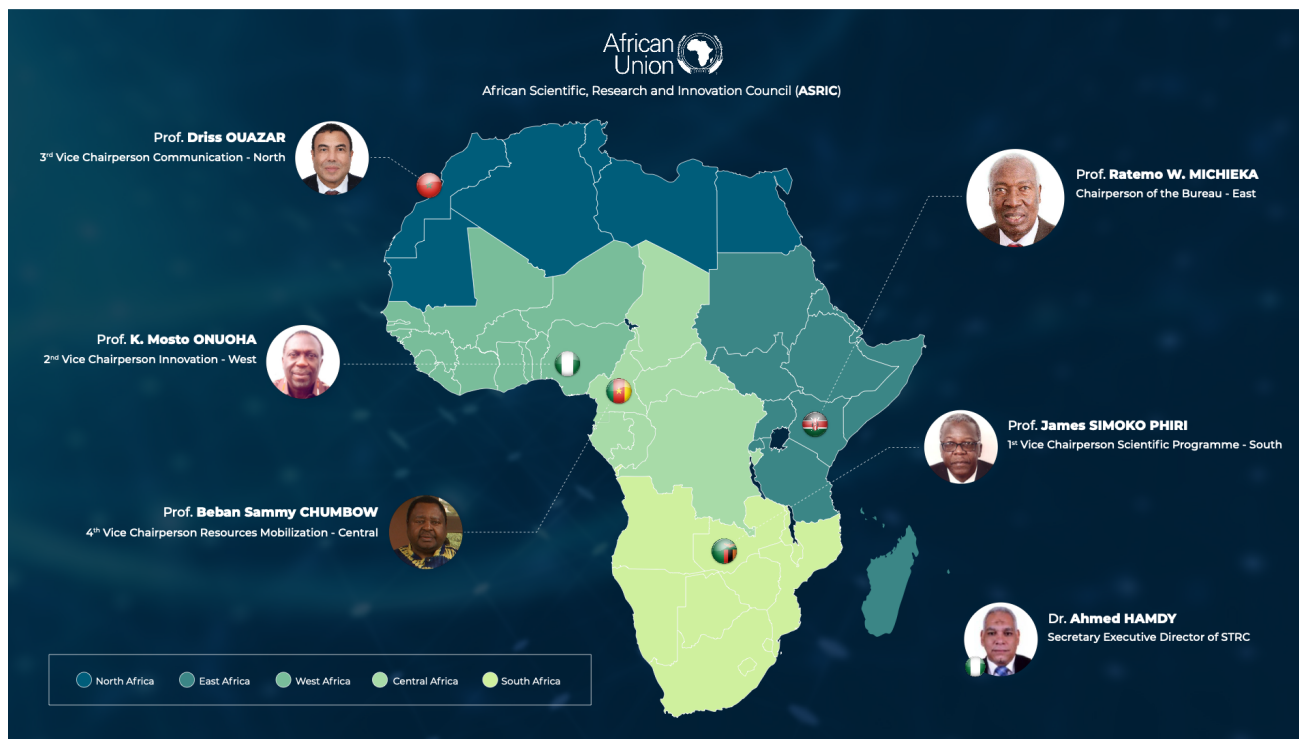 African
Union
African Scientific, Research and Innovation Council (ASRIC)
Prof. Driss OUAZAR
3rd Vice Chairperson Communication - North
Prof. Ratemo W. MICHIEKA
Chairperson of the Bureau - East
Prof. K. Mosto ONUOHA
2nd Vice Chairperson Innovation - West
Prof. James SIMOKO PHIRI
1st Vice Chairperson Scientific Programme - South
Prof. Beban Sammy CHUMBOW
4th Vice Chairperson Resources Mobilization - Central
Dr. Ahmed HAMDY
Secretary Executive Director of STRC
North Africa
East Africa
West Africa
Central Africa
South Africa